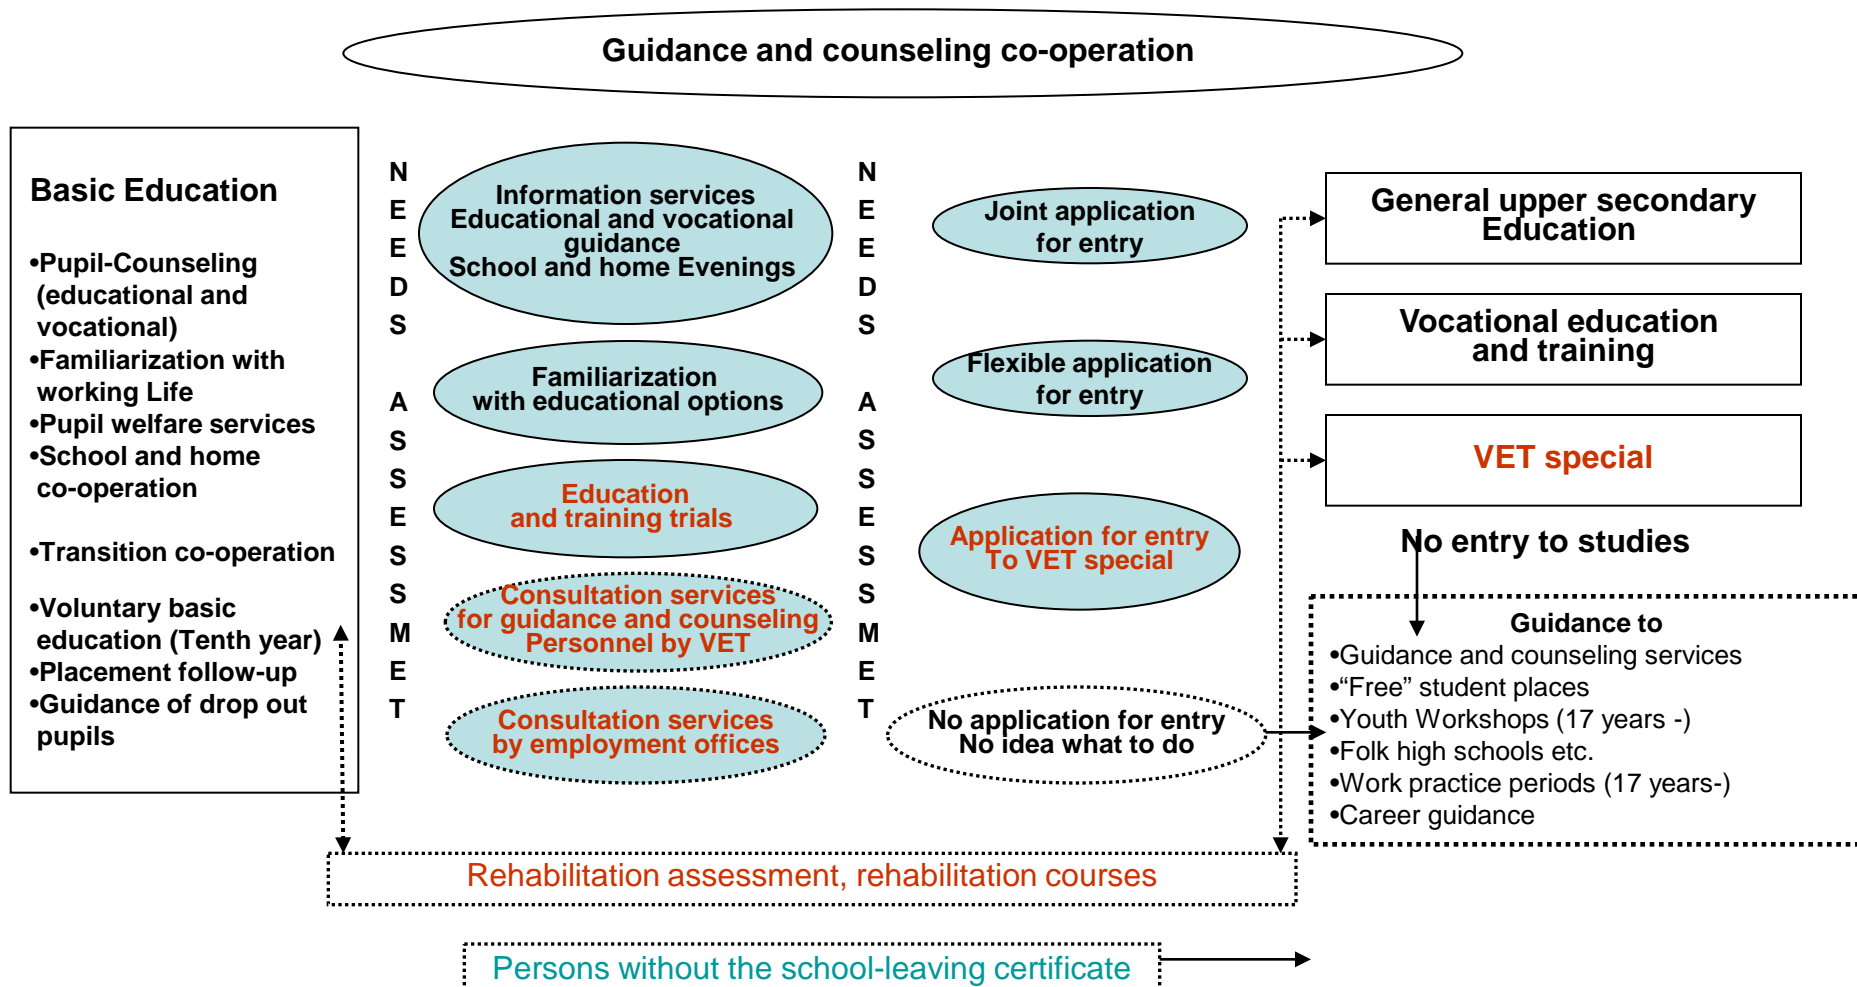 Guidance and counseling co-operation
Basic Education
•Pupil-Counseling
(educational and
vocational)
•Familiarization with
working Life
•Pupil welfare services
•School and home
co-operation
•Transition co-operation
•Voluntary basic
education (Tenth year)
•Placement follow-up
•Guidance of drop out
pupils
NEEDS ASSESSMET
Information services
Educational and vocational
guidance
School and home Evenings
Familiarization
with educational options
Education
and training trials
Consultation services
for guidance and counseling
Personnel by VET
Consultation services
by employment offices
NEEDS ASSESSMET
Joint application
for entry
Flexible application
for entry
Application for entry
To VET special
No application for entry
No idea what to do
General upper secondary
Education
Vocational education
and training
VET special
No entry to studies
Guidance to
•Guidance and counseling services
•“Free” student places
•Youth Workshops (17 years -)
•Folk high schools etc.
•Work practice periods (17 years-)
•Career guidance
Rehabilitation assessment, rehabilitation courses
Persons without the school-leaving certificate